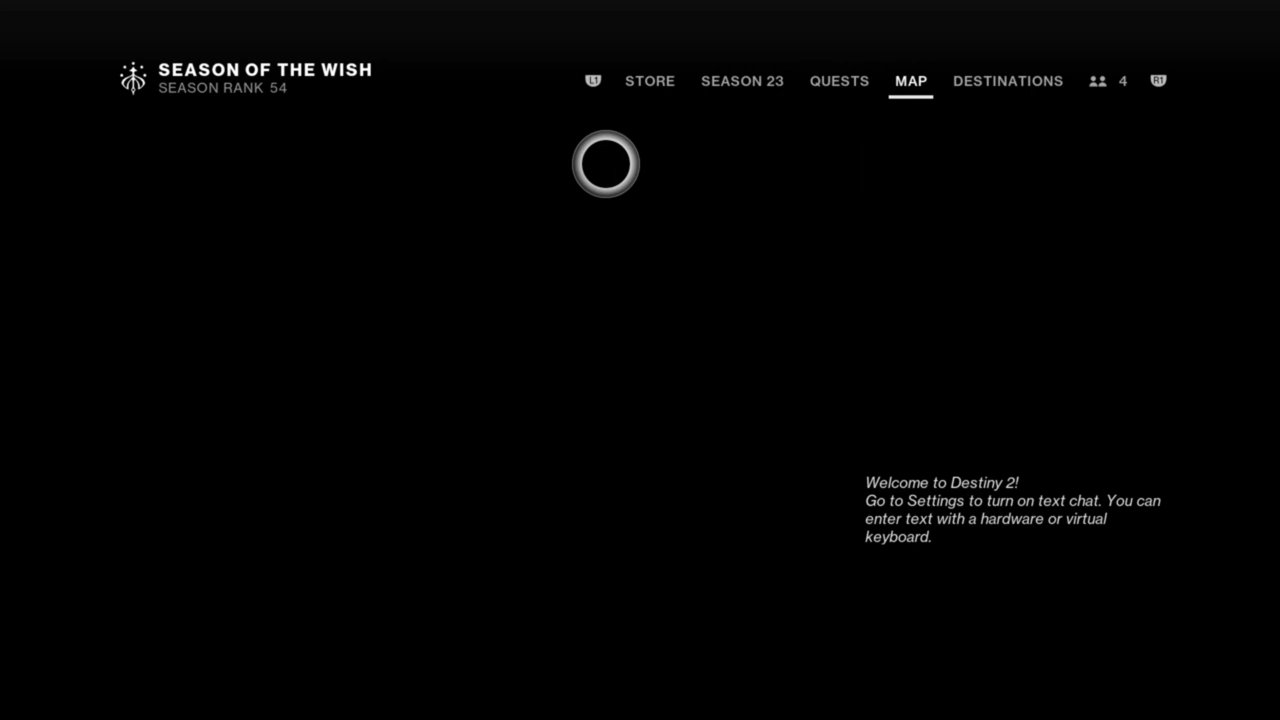 SEASON OF THE WISH
SEASON RANK 54
L1 STORE SEASON 23 QUESTS MAP DESTINATIONS 4 R1
Welcome to Destiny 2!
Go to Settings to turn on text chat. You can
enter text with a hardware or virtual
keyboard.